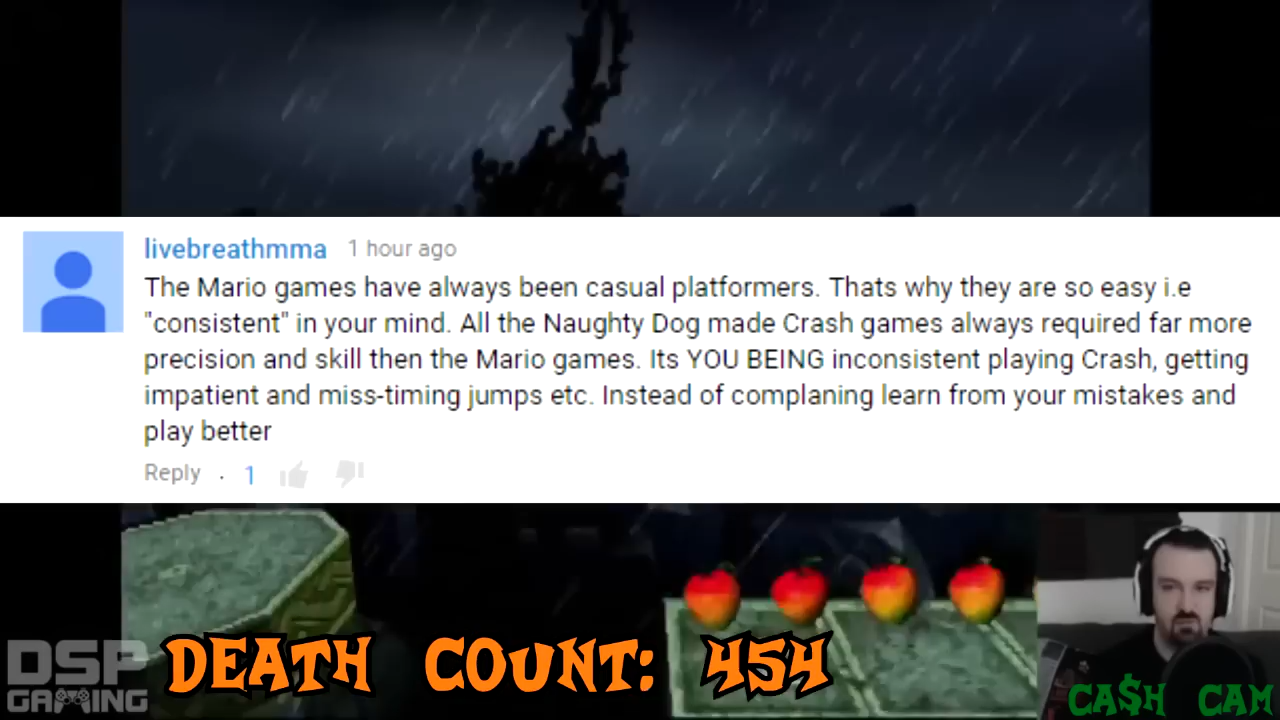 livebreathmma 1 hour ago
The Mario games have always been casual platformers. Thats why they are so easy i.e
"consistent" in your mind. All the Naughty Dog made Crash games always required far more
precision and skill then the Mario games. Its YOU BEING inconsistent playing Crash, getting
impatient and miss-timing jumps etc. Instead of complaning learn from your mistakes and
play better
Reply · 1
DSP
GAMING
DEATH COUNT: 454
CA$H CAM